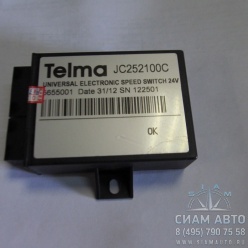 Telma JC252100C
UNIVERSAL ELECTRONIC SPEED SWITCH 24V
5655001 Date 31/12 SN 122501
OK
СИАМ АВТО
8 (495) 790 75 58